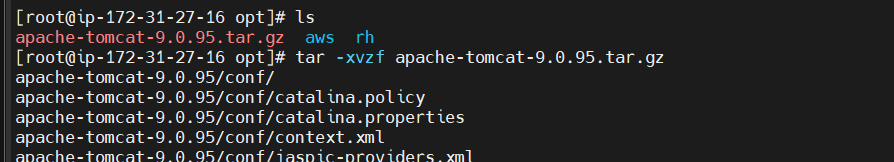 [root@ip-172-31-27-16 opt]# ls
apache-tomcat-9.0.95.tar.gz  aws  rh
[root@ip-172-31-27-16 opt]# tar -xvzf apache-tomcat-9.0.95.tar.gz
apache-tomcat-9.0.95/conf/
apache-tomcat-9.0.95/conf/catalina.policy
apache-tomcat-9.0.95/conf/catalina.properties
apache-tomcat-9.0.95/conf/context.xml
apache-tomcat-9.0.95/conf/jaspic-providers.xml